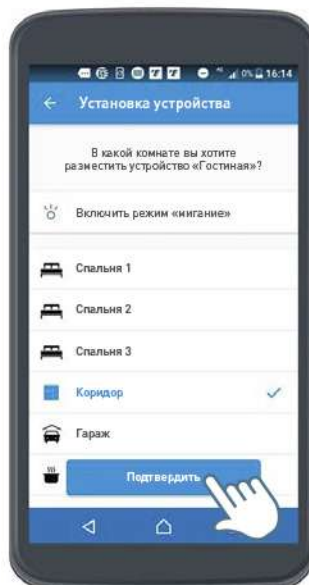 0% 16:14
Установка устройства
В какой комнате вы хотите
разместить устройство «Гостиная»?
Включить режим «мигание»
Спальня 1
Спальня 2
Спальня 3
Коридор
Гараж
Подтвердить